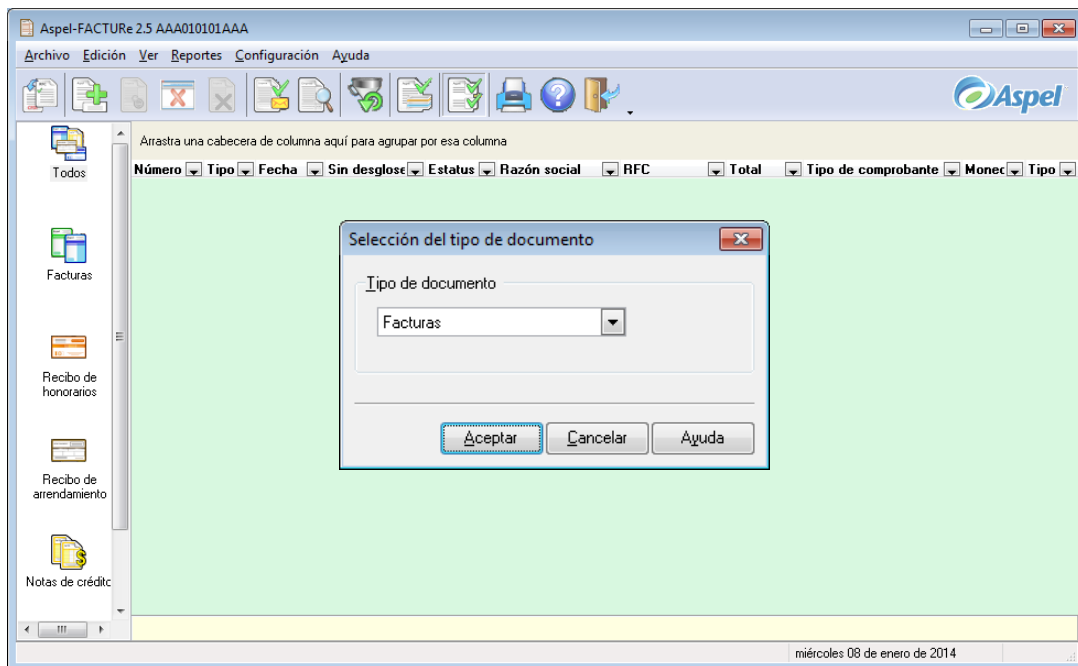 Aspel-FACTURe 2.5 AAA010101AAA
Archivo Edición Ver Reportes Configuración Ayuda
Aspel
Arrastra una cabecera de columna aquí para agrupar por esa columna
Número Tipo Fecha Sin desglose Estatus Razón social RFC Total Tipo de comprobante Monec Tipo
Todos
Facturas
Recibo de
honorarios
Recibo de
arrendamiento
Notas de crédito
Selección del tipo de documento
Tipo de documento
Facturas
Aceptar Cancelar Ayuda
miércoles 08 de enero de 2014